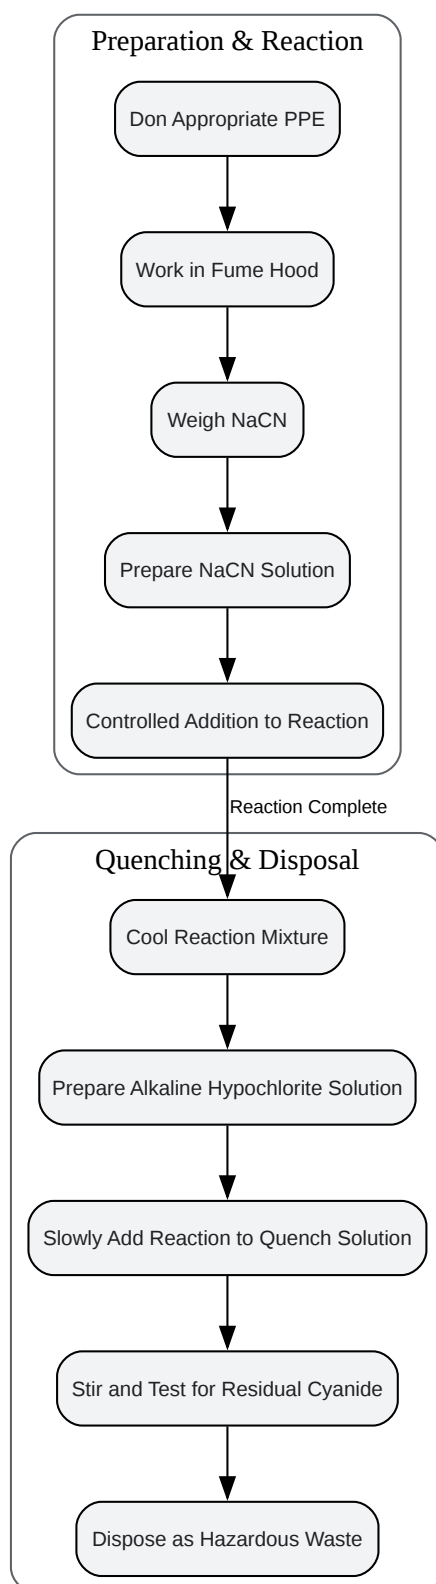 Preparation & Reaction
Don Appropriate PPE
Work in Fume Hood
Weigh NaCN
Prepare NaCN Solution
Controlled Addition to Reaction
Reaction Complete
Quenching & Disposal
Cool Reaction Mixture
Prepare Alkaline Hypochlorite Solution
Slowly Add Reaction to Quench Solution
Stir and Test for Residual Cyanide
Dispose as Hazardous Waste